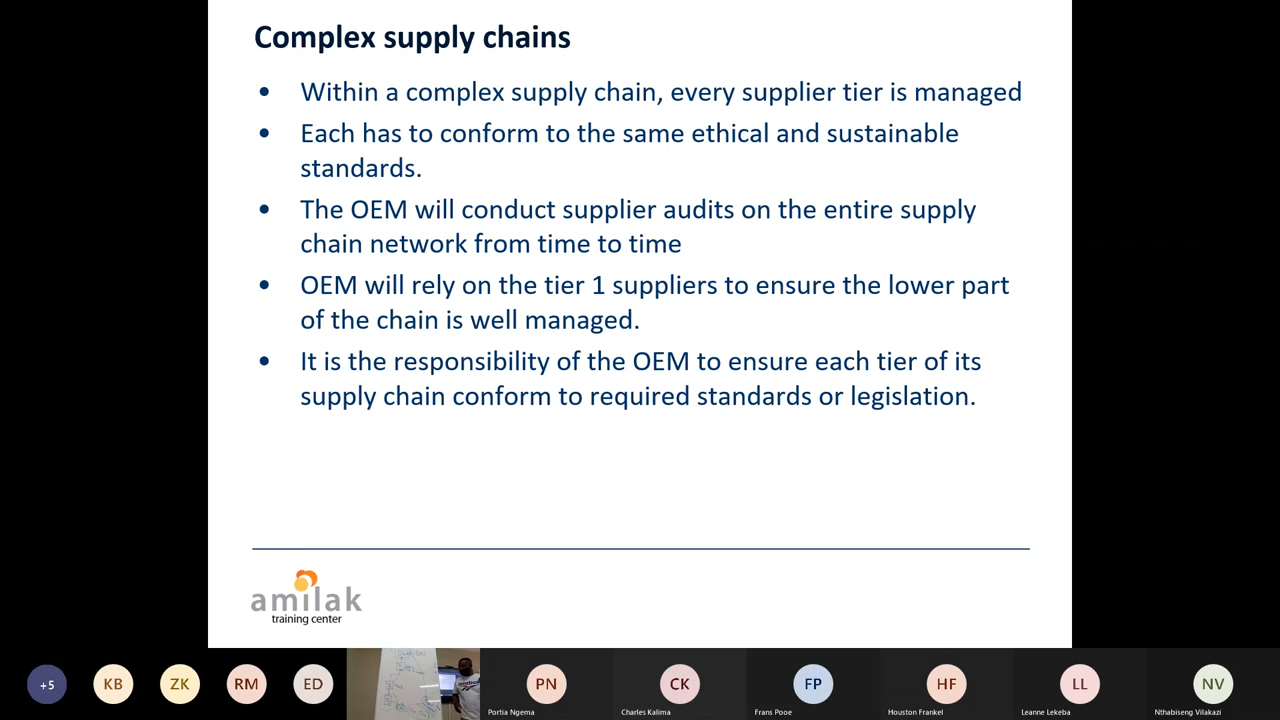 Complex supply chains
• Within a complex supply chain, every supplier tier is managed
• Each has to conform to the same ethical and sustainable
standards.
• The OEM will conduct supplier audits on the entire supply
chain network from time to time
• OEM will rely on the tier 1 suppliers to ensure the lower part
of the chain is well managed.
• It is the responsibility of the OEM to ensure each tier of its
supply chain conform to required standards or legislation.
amilak
training center
+5 KB ZK RM ED PN CK FP HF LL NV
Portia Ngema Charles Kalima Frans Pooe Houston Frankel Leanne Lekeba Nthabiseng Vilakazi